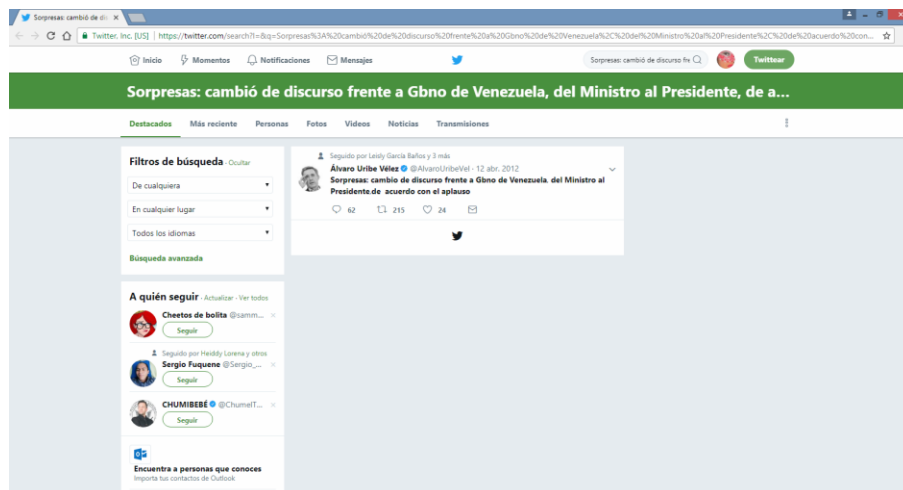 Sorpresas: cambió de dis
Twitter, Inc. [US] | https://twitter.com/search?l=&q=Sorpresas%3A%20cambió%20de%20discurso%20frente%20a%20Gbno%20de%20Venezuela%2C%20del%20Ministro%20al%20Presidente%2C%20de%20acuerdo%20con...
Inicio Momentos Notificaciones Mensajes Sorpresas: cambió de discurso fre Twittear
Sorpresas: cambió de discurso frente a Gbno de Venezuela, del Ministro al Presidente, de a...
Destacados Más reciente Personas Fotos Videos Noticias Transmisiones
Filtros de búsqueda · Ocultar
De cualquiera
En cualquier lugar
Todos los idiomas
Búsqueda avanzada
Seguido por Leidy García Baños y 3 más
Álvaro Uribe Vélez @AlvaroUribeVel · 12 abr. 2012
Sorpresas: cambio de discurso frente a Gbno de Venezuela, del Ministro al
Presidente,de acuerdo con el aplauso
62 215 24
A quién seguir · Actualizar · Ver todos
Cheetos de bolita @samm...
Seguir
Seguido por Heiddy Lorena y otros
Sergio Fuquene @Sergio_...
Seguir
CHUMIBEBÉ @ChumelT...
Seguir
Encuentra a personas que conoces
Importa tus contactos de Outlook